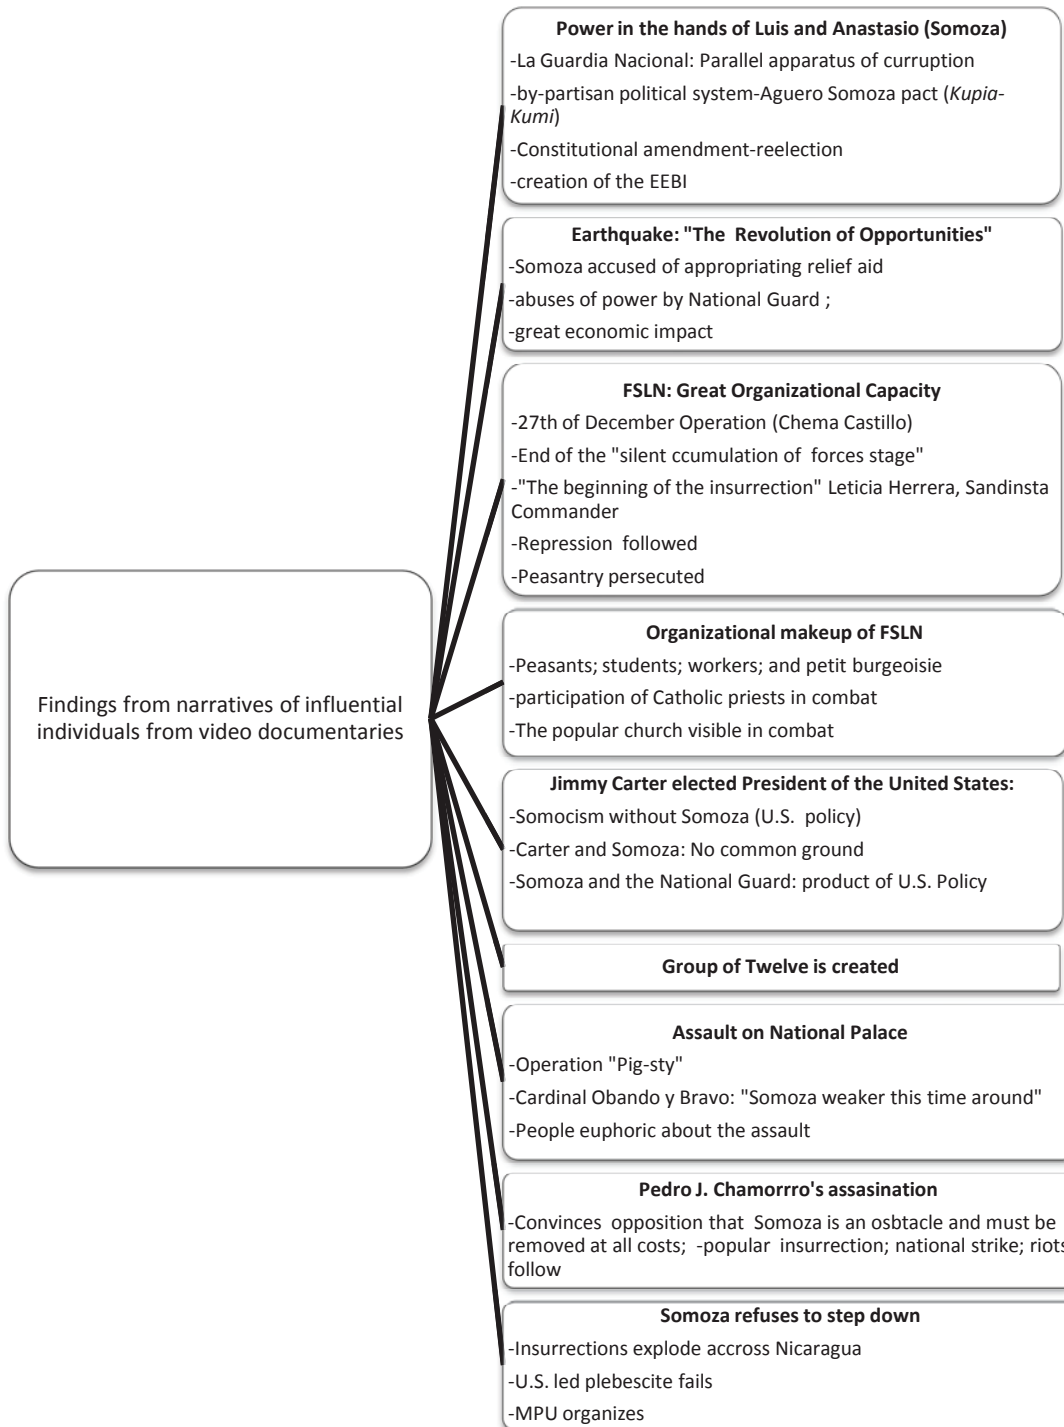 Findings from narratives of influential
individuals from video documentaries
Power in the hands of Luis and Anastasio (Somoza)
-La Guardia Nacional: Parallel apparatus of curruption
-by-partisan political system-Aguero Somoza pact (Kupia-
Kumi)
-Constitutional amendment-reelection
-creation of the EEBI
Earthquake: "The Revolution of Opportunities"
-Somoza accused of appropriating relief aid
-abuses of power by National Guard ;
-great economic impact
FSLN: Great Organizational Capacity
-27th of December Operation (Chema Castillo)
-End of the "silent ccumulation of forces stage"
-"The beginning of the insurrection" Leticia Herrera, Sandinsta
Commander
-Repression followed
-Peasantry persecuted
Organizational makeup of FSLN
-Peasants; students; workers; and petit burgeoisie
-participation of Catholic priests in combat
-The popular church visible in combat
Jimmy Carter elected President of the United States:
-Somocism without Somoza (U.S. policy)
-Carter and Somoza: No common ground
-Somoza and the National Guard: product of U.S. Policy
Group of Twelve is created
Assault on National Palace
-Operation "Pig-sty"
-Cardinal Obando y Bravo: "Somoza weaker this time around"
-People euphoric about the assault
Pedro J. Chamorrro's assasination
-Convinces opposition that Somoza is an osbtacle and must be
removed at all costs; -popular insurrection; national strike; riots
follow
Somoza refuses to step down
-Insurrections explode accross Nicaragua
-U.S. led plebescite fails
-MPU organizes